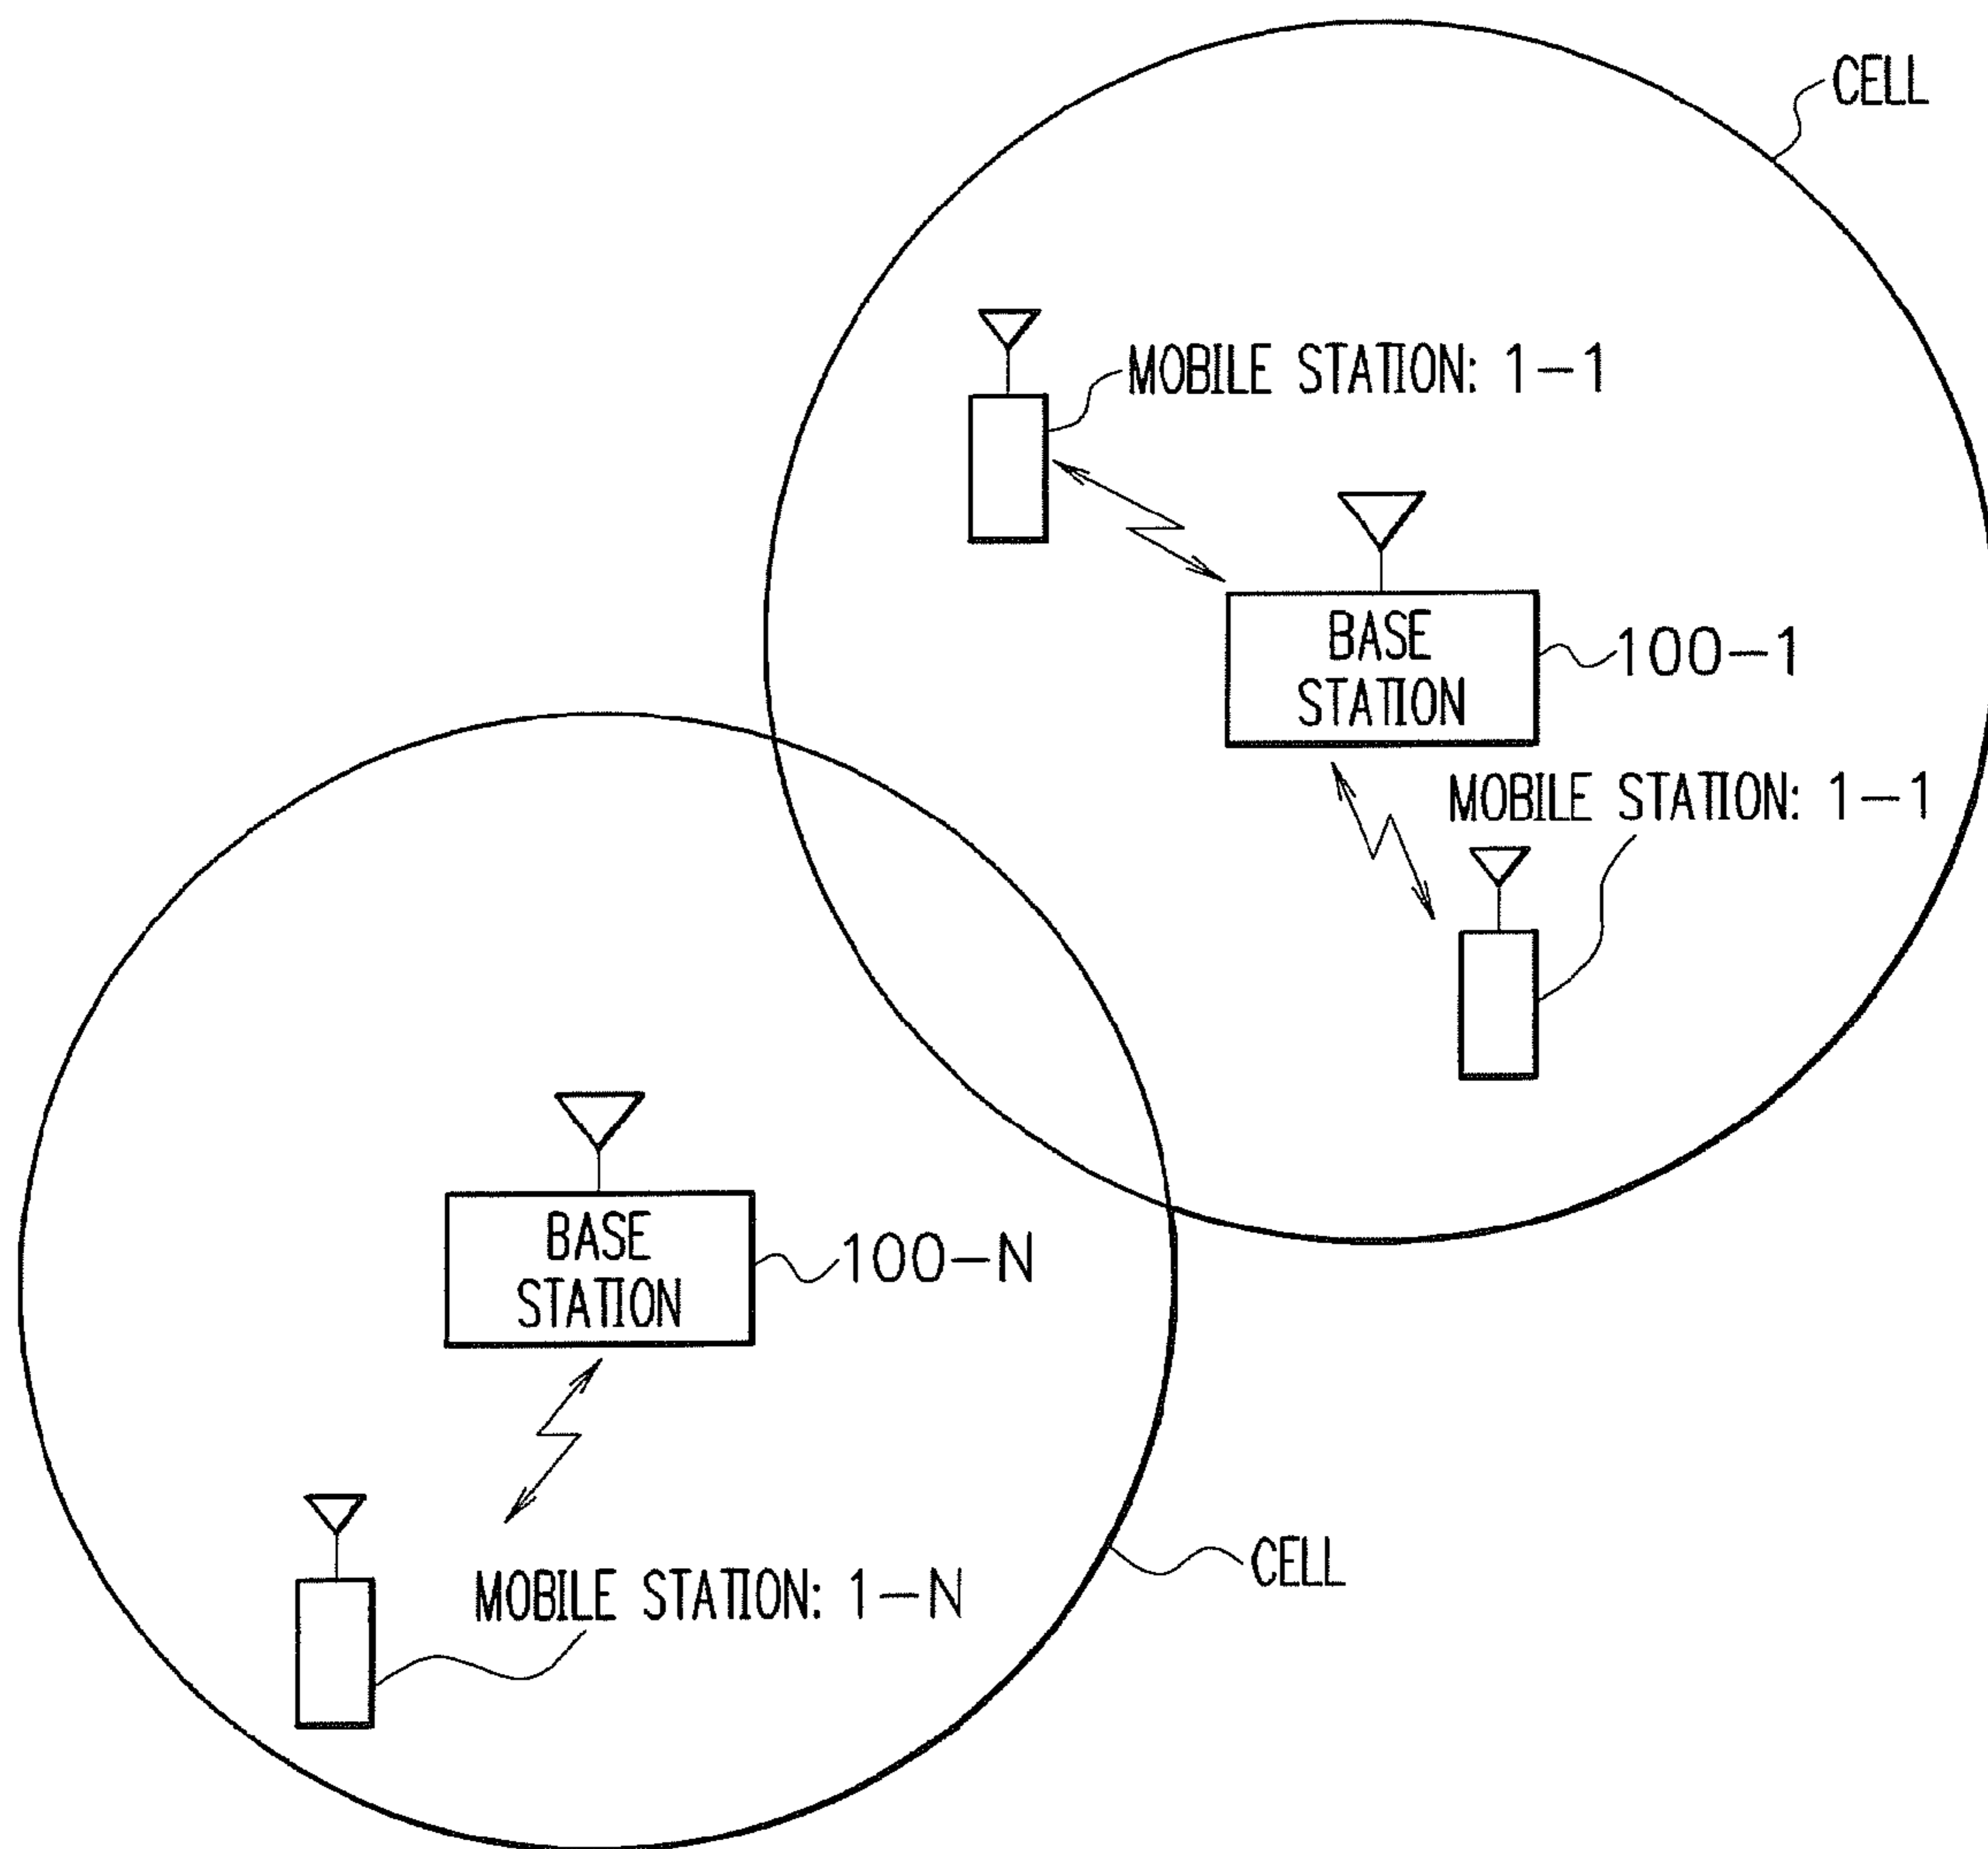 CELL
MOBILE STATION: 1-1
BASE
STATION
100-1
MOBILE STATION: 1-1
BASE
STATION
100-N
CELL
MOBILE STATION: 1-N